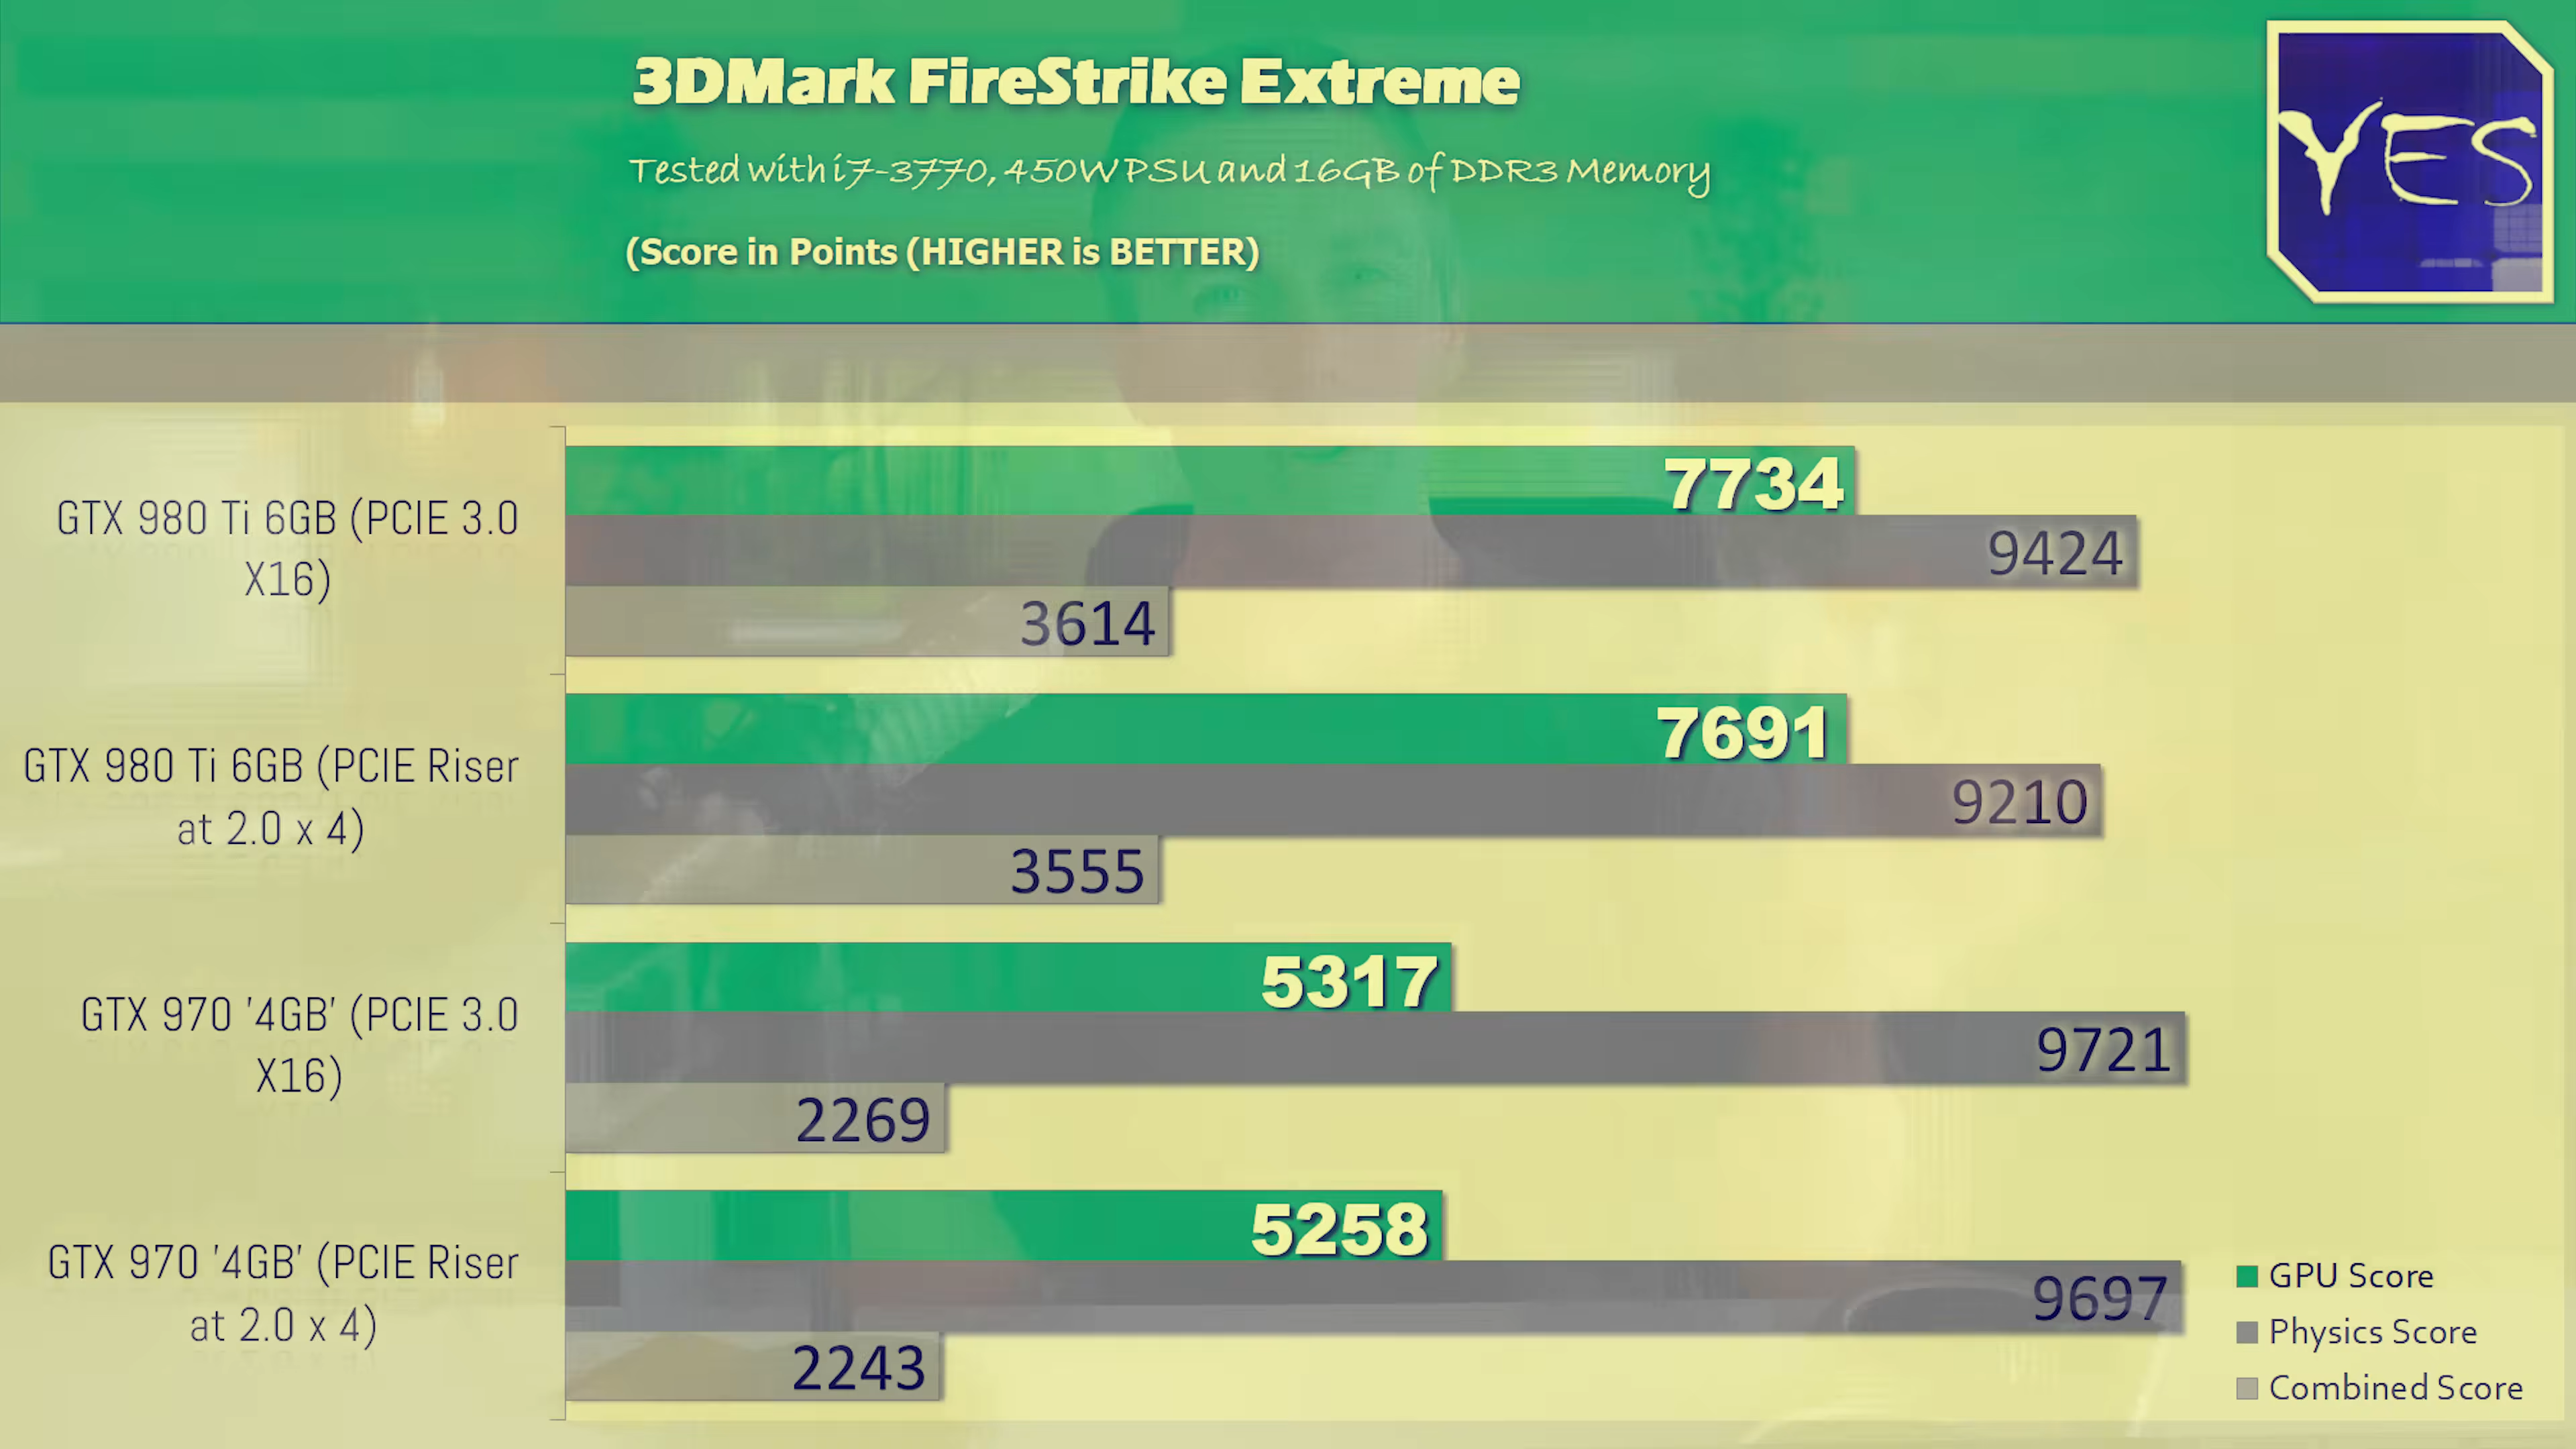 3DMark FireStrike Extreme
Tested with i7-3770, 450W PSU and 16GB of DDR3 Memory
(Score in Points (HIGHER is BETTER)
YES
GTX 980 Ti 6GB (PCIE 3.0
X16)
7734
9424
3614
GTX 980 Ti 6GB (PCIE Riser
at 2.0 x 4)
7691
9210
3555
GTX 970 '4GB' (PCIE 3.0
X16)
5317
9721
2269
GTX 970 '4GB' (PCIE Riser
at 2.0 x 4)
5258
9697
2243
GPU Score
Physics Score
Combined Score